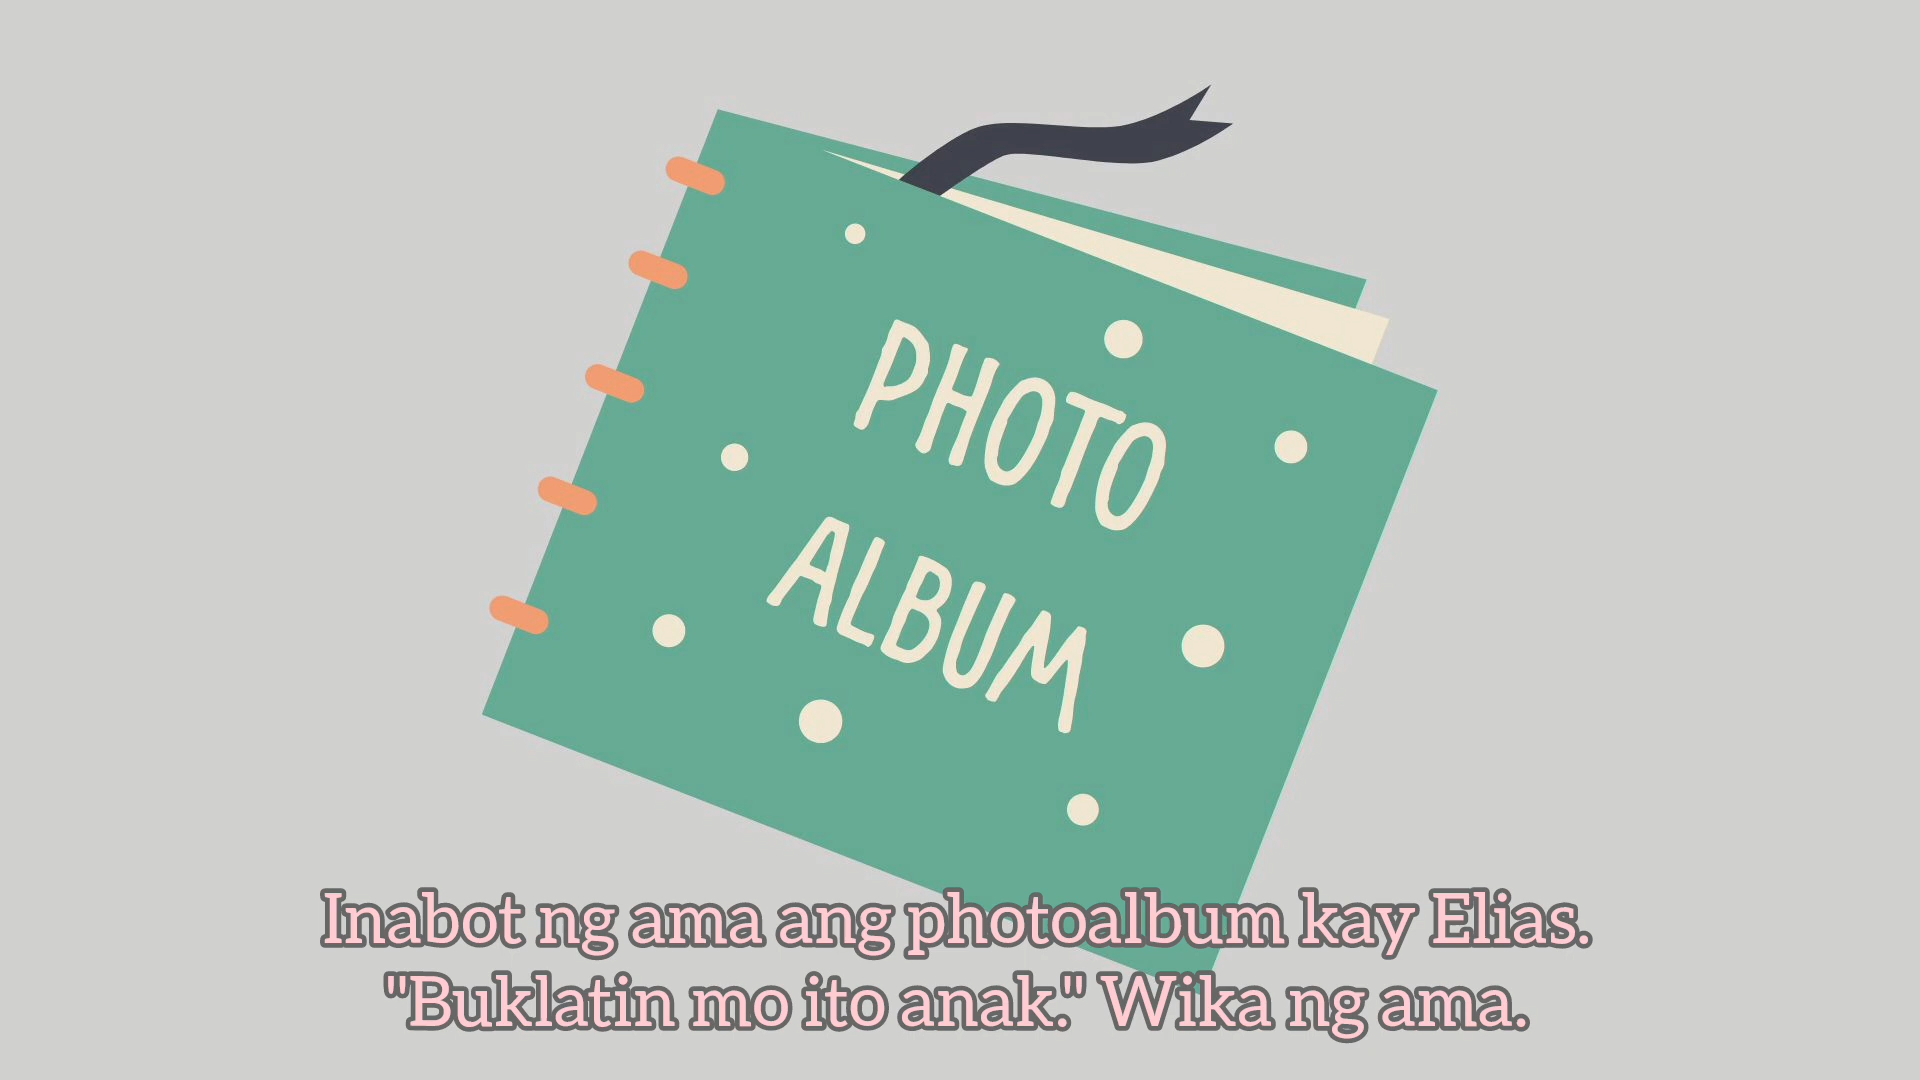 PHOTO
ALBUM
Inabot ng ama ang photoalbum kay Elias.
"Buklatin mo ito anak." Wika ng ama.